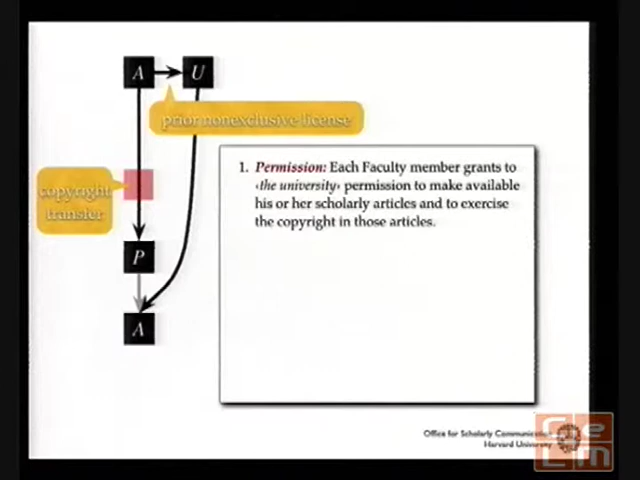 A
U
prior nonexclusive license
copyright
transfer
P
A
1. Permission: Each Faculty member grants to
‹the university› permission to make available
his or her scholarly articles and to exercise
the copyright in those articles.
Office for Scholarly Communication
Harvard University
CeLm